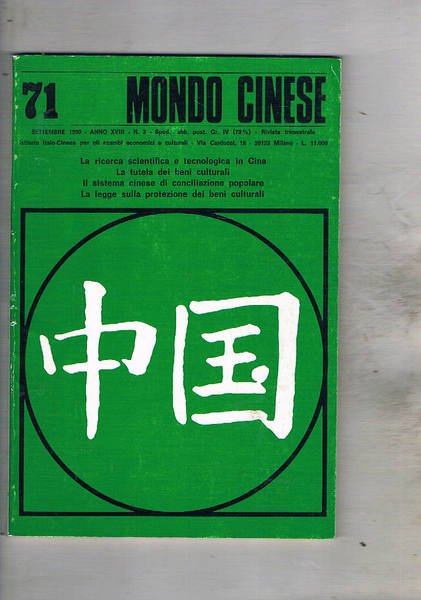 71 MONDO CINESE
SETTEMBRE 1990 - ANNO XVIII - N. 3 - Sped. abb. post. Gr. IV (70%) - Rivista trimestrale
Istituto Italo-Cinese per gli scambi economici e culturali - Via Carducci, 18 - 20123 Milano - L. 11.000
La ricerca scientifica e tecnologica in Cina
La tutela dei beni culturali
Il sistema cinese di conciliazione popolare
La legge sulla protezione dei beni culturali
中国